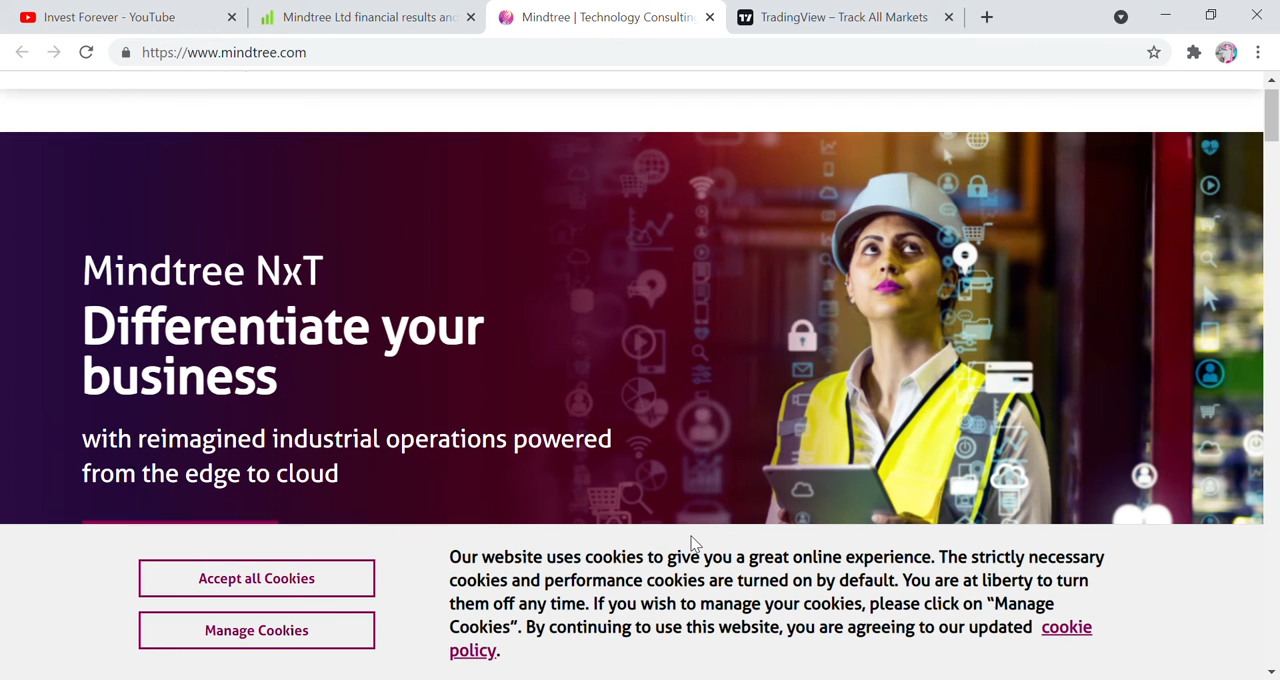 Invest Forever - YouTube
Mindtree Ltd financial results and
Mindtree | Technology Consulting
TradingView – Track All Markets
https://www.mindtree.com
Mindtree NxT
Differentiate your
business
with reimagined industrial operations powered
from the edge to cloud
Accept all Cookies
Manage Cookies
Our website uses cookies to give you a great online experience. The strictly necessary
cookies and performance cookies are turned on by default. You are at liberty to turn
them off any time. If you wish to manage your cookies, please click on “Manage
Cookies”. By continuing to use this website, you are agreeing to our updated cookie
policy.